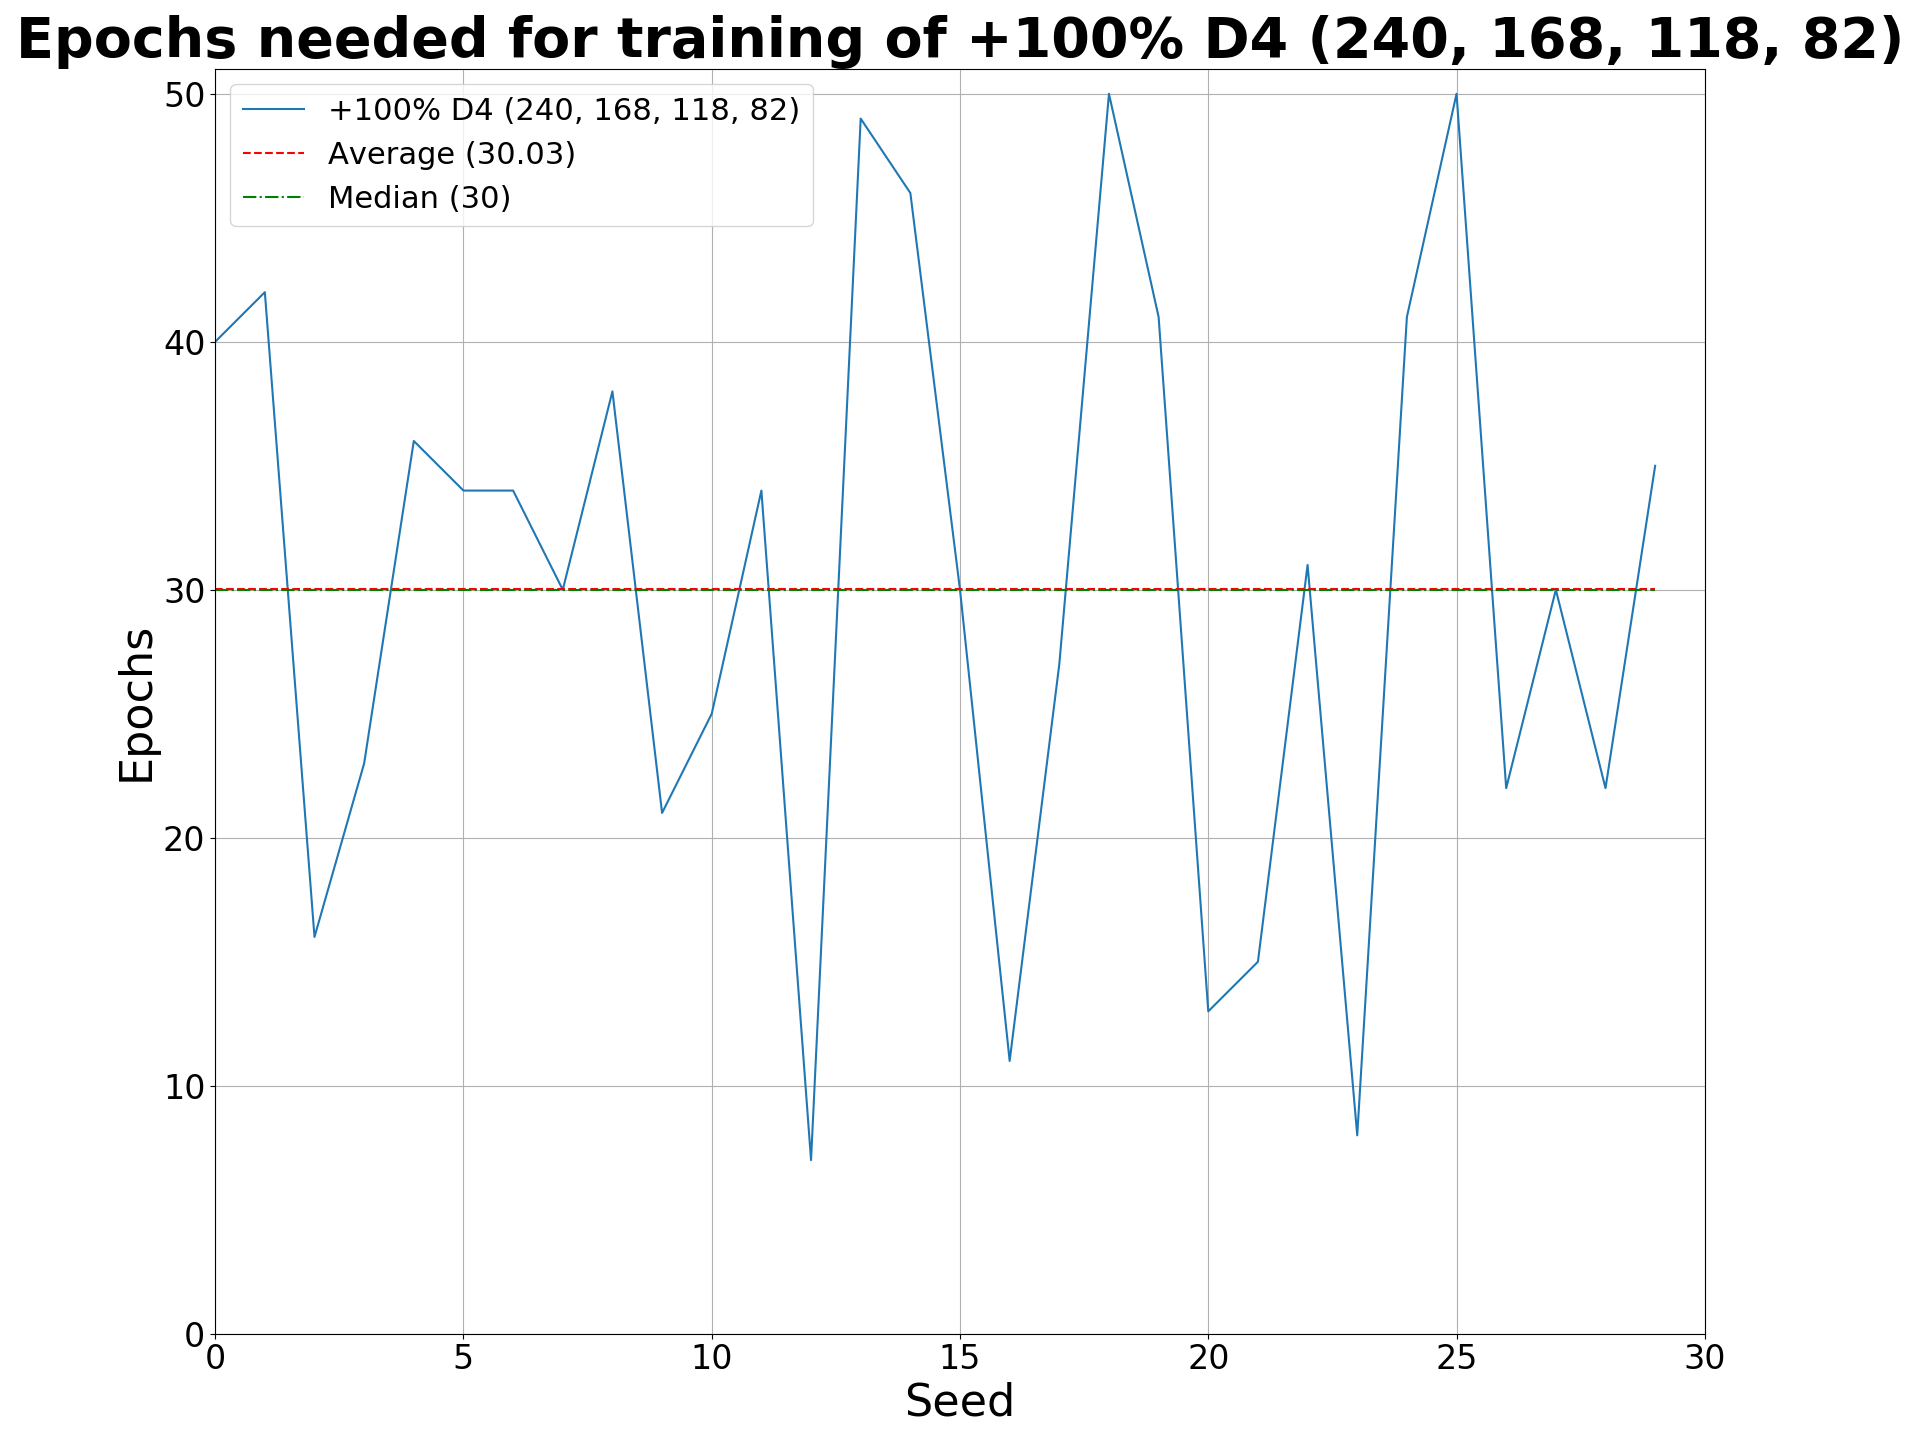 Epochs needed for training of +100% D4 (240, 168, 118, 82)
+100% D4 (240, 168, 118, 82)
Average (30.03)
Median (30)
50
40
30
20
10
0
Epochs
0 5 10 15 20 25 30
Seed